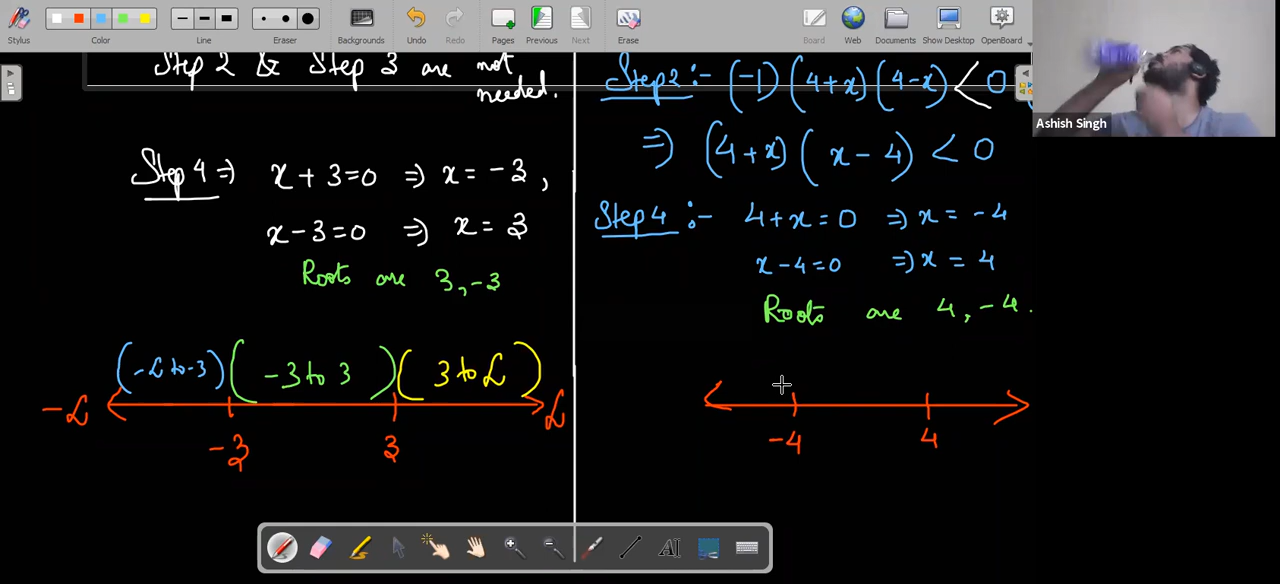 Stylus Color Line Eraser Backgrounds Undo Redo Pages Previous Next Erase Board Web Documents Show Desktop OpenBoard
Ashish Singh
Step 2 & Step 3 are not
needed.
Step 4 ⇒ x + 3 = 0 ⇒ x = -3,
x - 3 = 0 ⇒ x = 3
Roots are 3, -3
(-£ to -3) (-3 to 3) (3 to £)
-£ £
-3 3
Step 2 :- (-1) (4+x) (4-x) < 0
⇒ (4+x) (x - 4) < 0
Step 4 :- 4 + x = 0 ⇒ x = -4
x - 4 = 0 ⇒ x = 4
Roots are 4, -4.
-4 4
AI